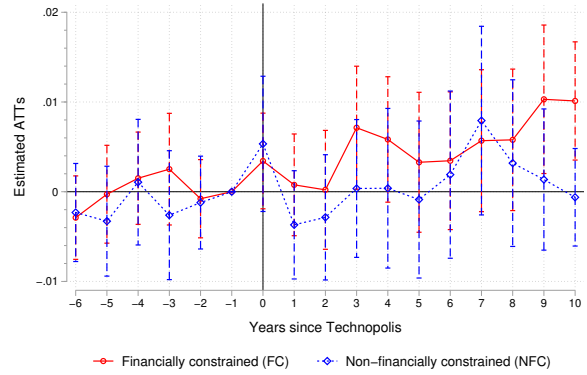 .02
.01
0
−.01
Estimated ATTs
−6 −5 −4 −3 −2 −1 0 1 2 3 4 5 6 7 8 9 10
Years since Technopolis
Financially constrained (FC) Non−financially constrained (NFC)